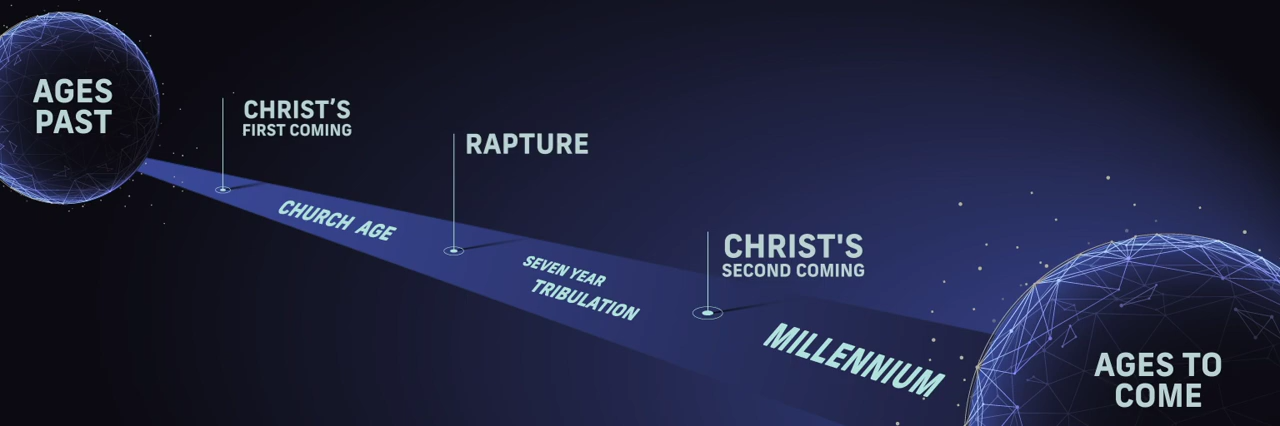 AGES
PAST
CHRIST’S
FIRST COMING
CHURCH AGE
RAPTURE
SEVEN YEAR
TRIBULATION
CHRIST'S
SECOND COMING
MILLENNIUM
AGES TO
COME